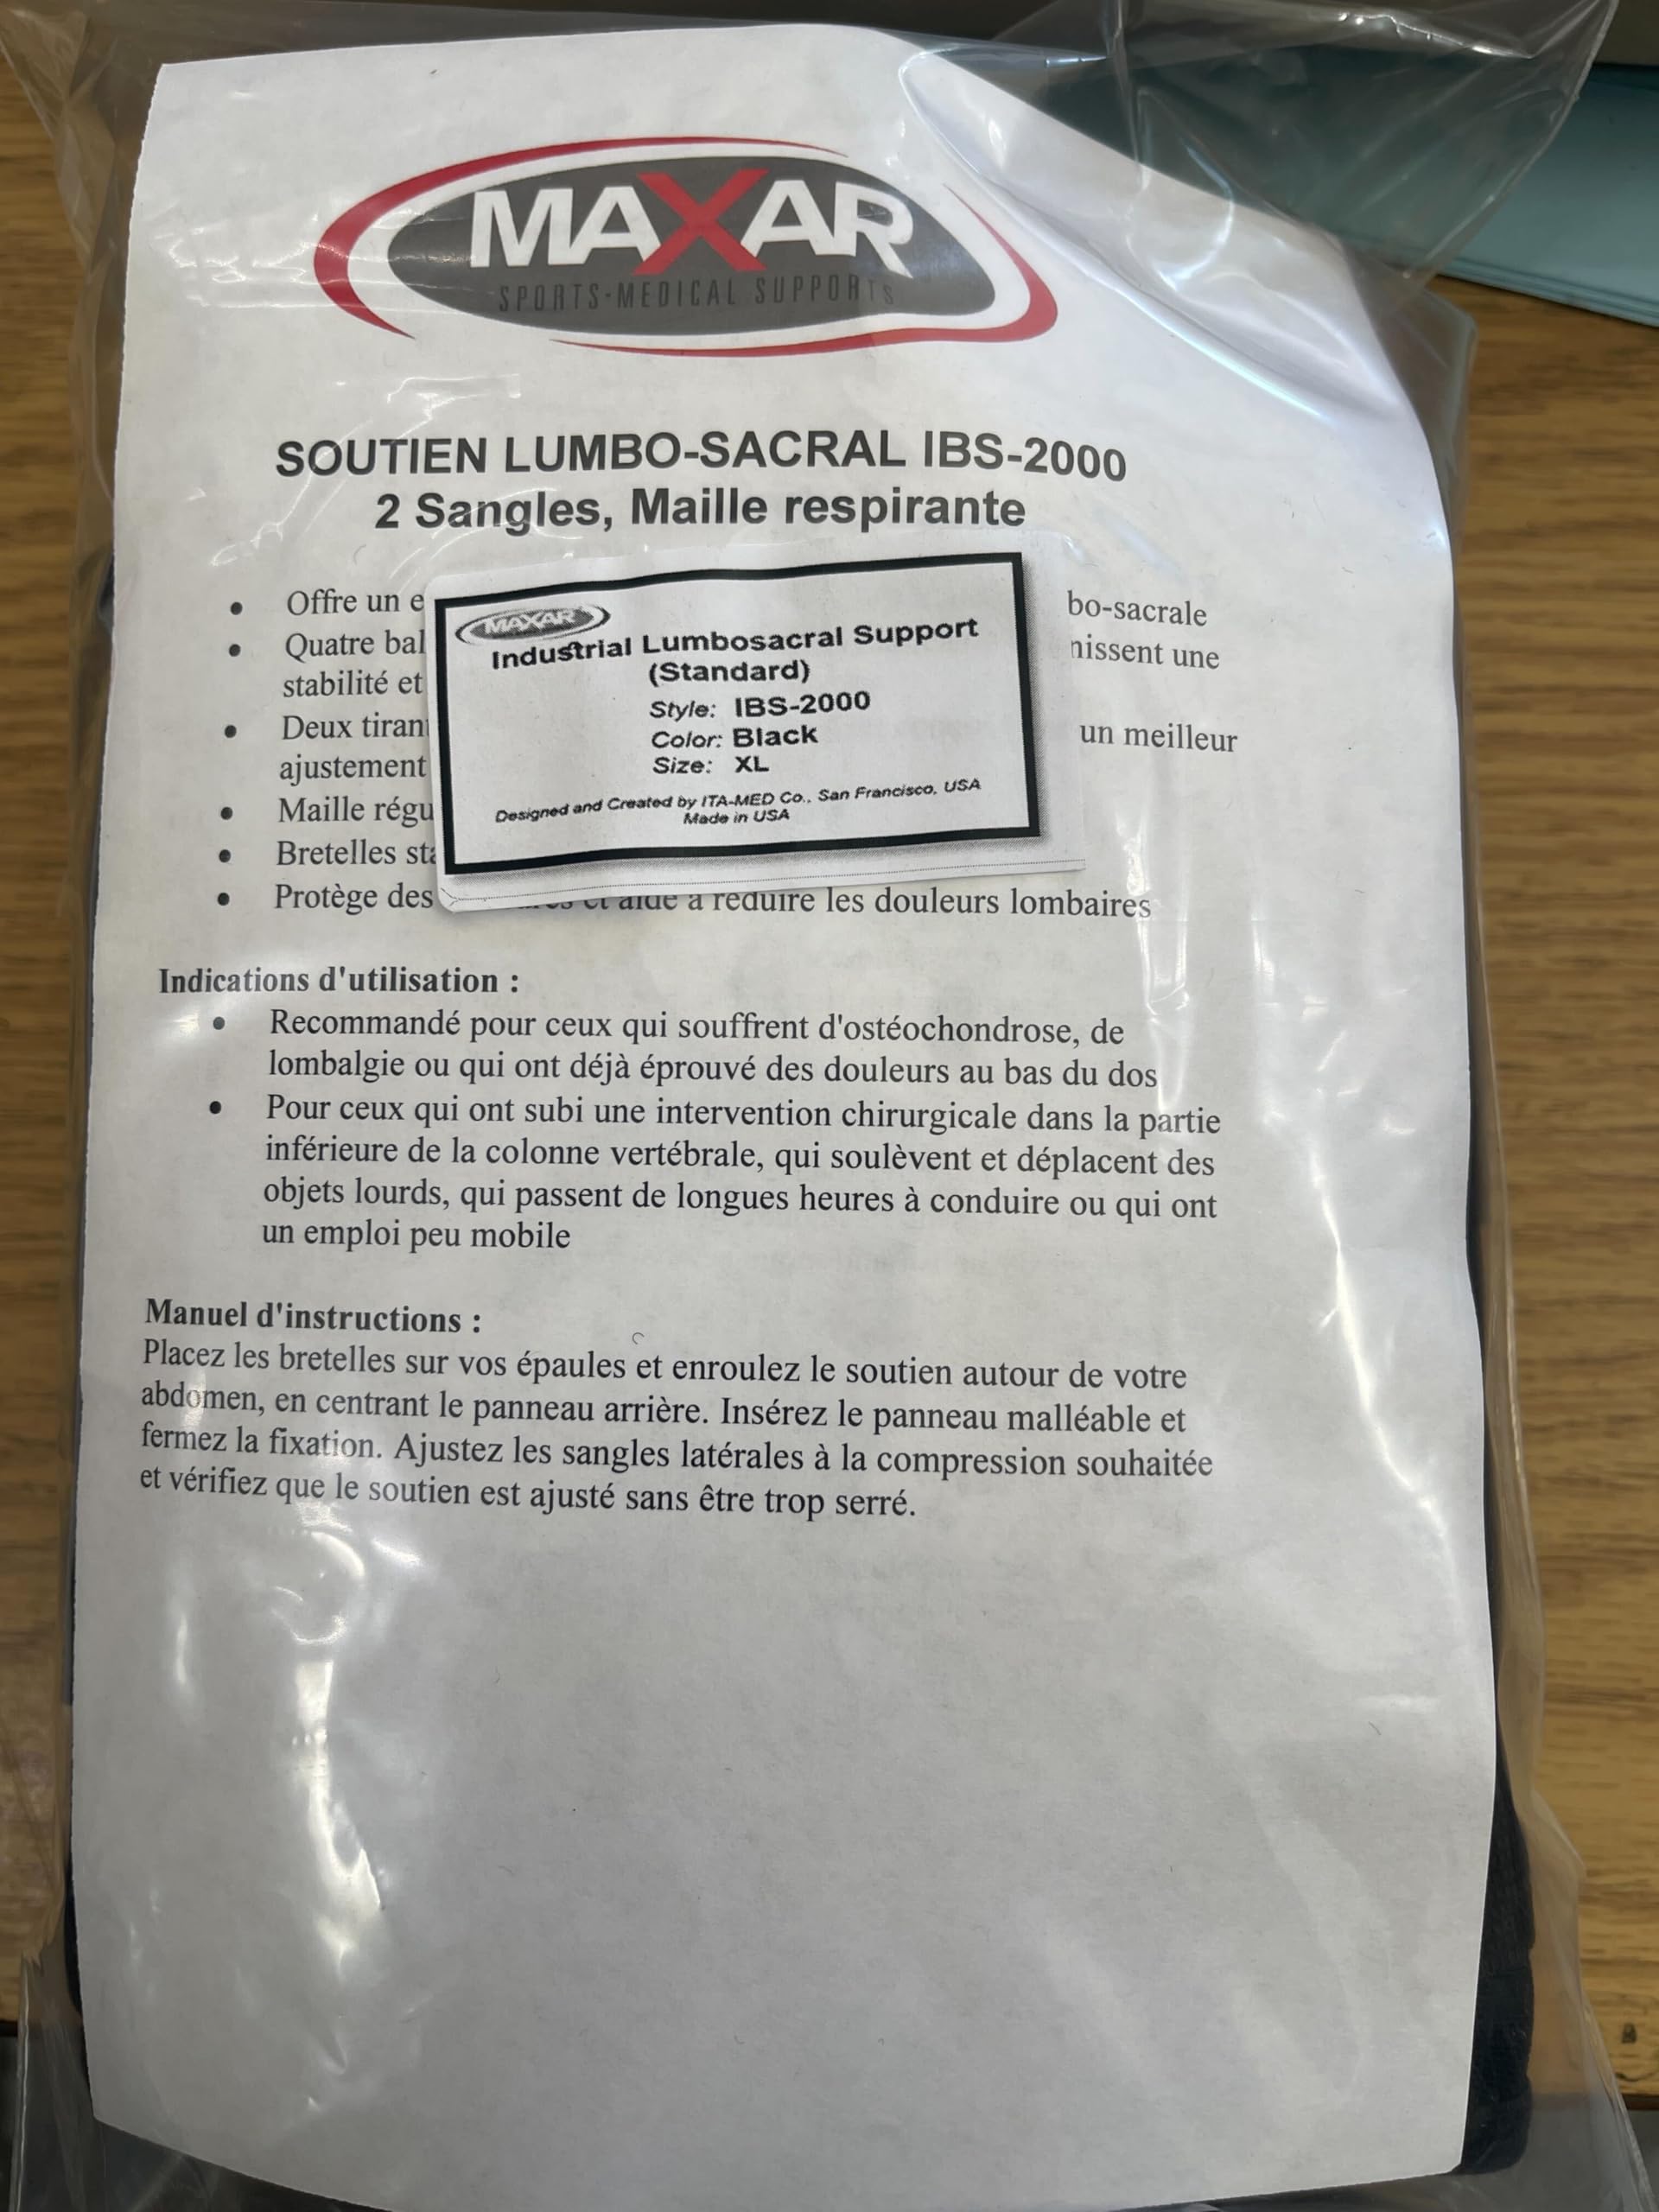 MAXAR
SPORTS-MEDICAL SUPPORTS
SOUTIEN LUMBO-SACRAL IBS-2000
2 Sangles, Maille respirante
• Offre un bo-sacrale
• Quatre une
stabilité et
• Deux un meilleur
ajustement
• Maille
• Bretelles
• Protège des et aide à réduire les douleurs lombaires
MAXAR
Industrial Lumbosacral Support
(Standard)
Style: IBS-2000
Color: Black
Size: XL
Designed and Created by ITA-MED Co., San Francisco, USA
Made in USA
Indications d'utilisation :
• Recommandé pour ceux qui souffrent d'ostéochondrose, de
lombalgie ou qui ont déjà éprouvé des douleurs au bas du dos
• Pour ceux qui ont subi une intervention chirurgicale dans la partie
inférieure de la colonne vertébrale, qui soulèvent et déplacent des
objets lourds, qui passent de longues heures à conduire ou qui ont
un emploi peu mobile
Manuel d'instructions :
Placez les bretelles sur vos épaules et enroulez le soutien autour de votre
abdomen, en centrant le panneau arrière. Insérez le panneau malléable et
fermez la fixation. Ajustez les sangles latérales à la compression souhaitée
et vérifiez que le soutien est ajusté sans être trop serré.